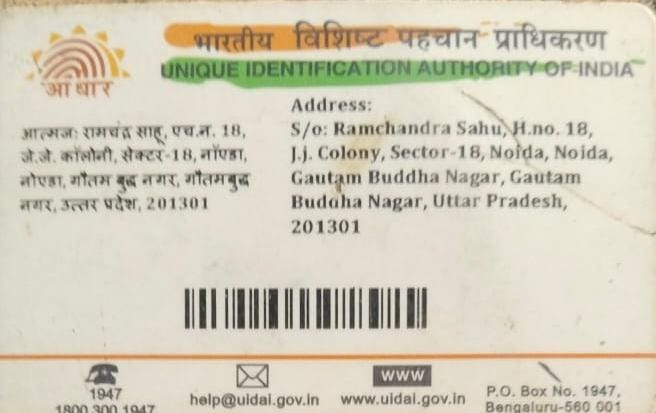 भारतीय विशिष्ट पहचान प्राधिकरण
आधार
UNIQUE IDENTIFICATION AUTHORITY OF INDIA
आत्मज: रामचंद्र साहू, एच.न. 18,
जे.जे. कॉलोनी, सेक्टर-18, नॉएडा,
नोएडा, गौतम बुद्ध नगर, गौतमबुद्ध
नगर, उत्तर प्रदेश, 201301
Address:
S/o: Ramchandra Sahu, H.no. 18,
J.j. Colony, Sector-18, Noida, Noida,
Gautam Buddha Nagar, Gautam
Buddha Nagar, Uttar Pradesh,
201301
1947
1800 300 1947
help@uidai.gov.in
WWW
www.uidai.gov.in
P.O. Box No. 1947,
Bengaluru-560 001